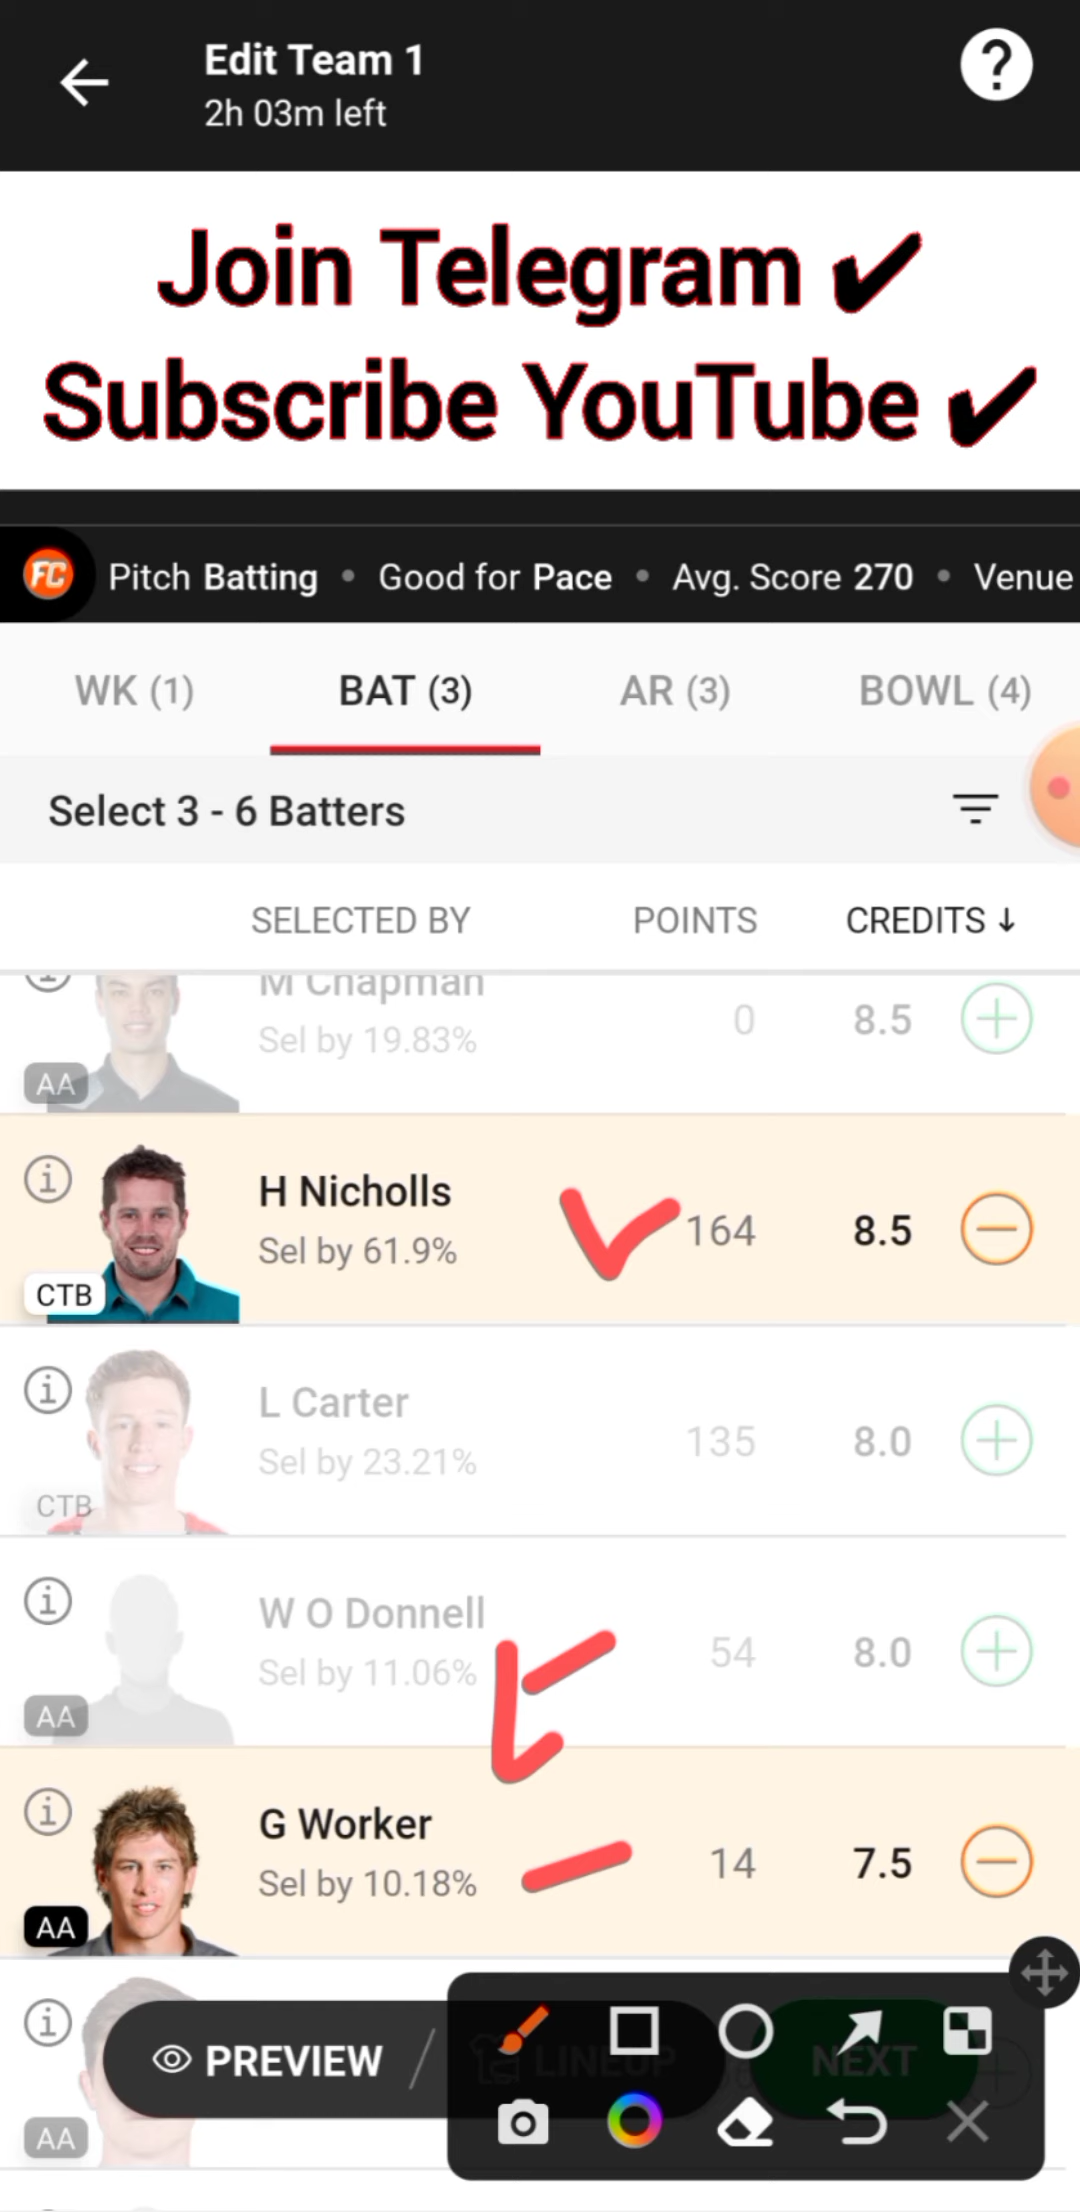 Edit Team 1
2h 03m left
?
Join Telegram ✔
Subscribe YouTube ✔
FC Pitch Batting • Good for Pace • Avg. Score 270 • Venue
WK (1) BAT (3) AR (3) BOWL (4)
Select 3 - 6 Batters
SELECTED BY POINTS CREDITS ↓
M Chapman
Sel by 19.83% 0 8.5
AA
H Nicholls
Sel by 61.9% 164 8.5
CTB
L Carter
Sel by 23.21% 135 8.0
CTB
W O Donnell
Sel by 11.06% 54 8.0
AA
G Worker
Sel by 10.18% 14 7.5
AA
PREVIEW / LINEUP NEXT
AA